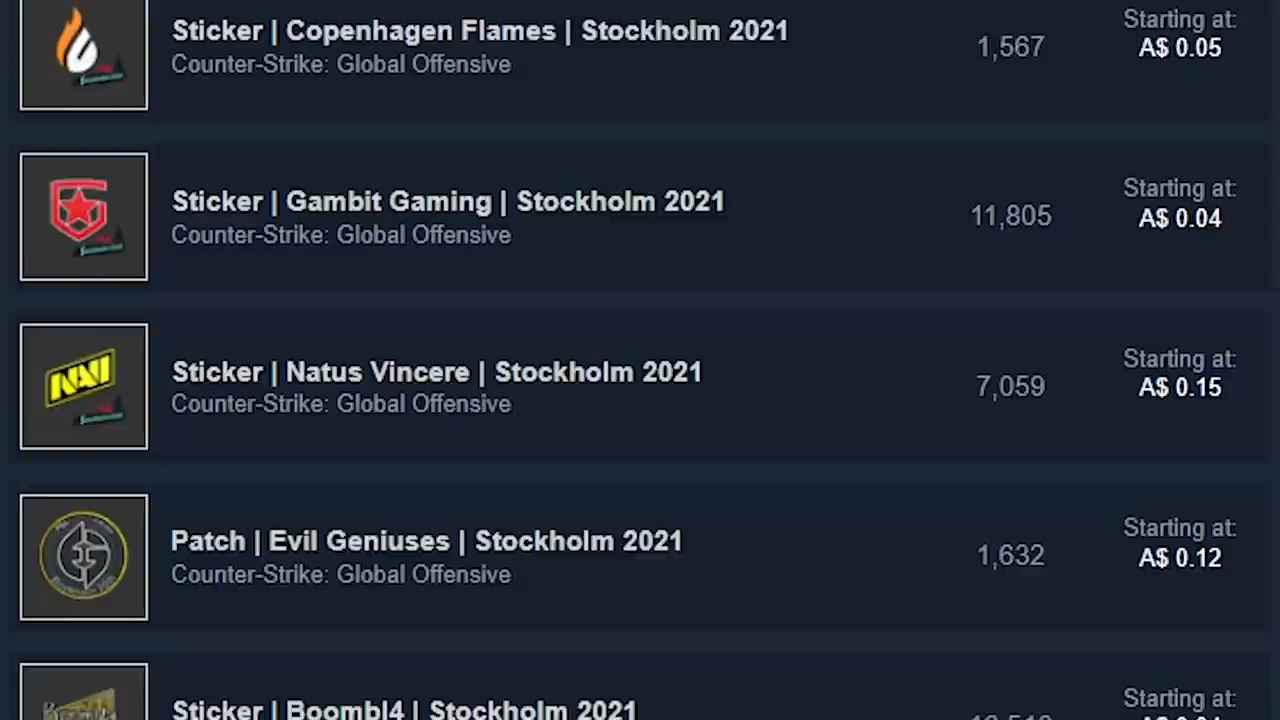 Sticker | Copenhagen Flames | Stockholm 2021
Counter-Strike: Global Offensive
1,567
Starting at:
A$ 0.05
Sticker | Gambit Gaming | Stockholm 2021
Counter-Strike: Global Offensive
11,805
Starting at:
A$ 0.04
NAVI
Sticker | Natus Vincere | Stockholm 2021
Counter-Strike: Global Offensive
7,059
Starting at:
A$ 0.15
Patch | Evil Geniuses | Stockholm 2021
Counter-Strike: Global Offensive
1,632
Starting at:
A$ 0.12
Sticker | Boombl4 | Stockholm 2021
Starting at: